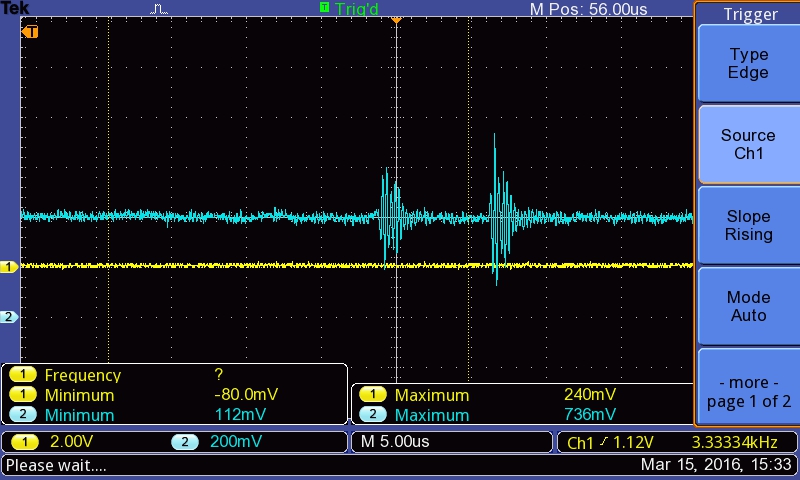 Tek
T Trig'd
M Pos: 56.00us
Trigger
T
Type
Edge
Source
Ch1
Slope
Rising
1
2
Mode
Auto
- more -
page 1 of 2
1 Frequency ?
1 Minimum -80.0mV
2 Minimum 112mV
1 Maximum 240mV
2 Maximum 736mV
1 2.00V 2 200mV
M 5.00us
Ch1 1.12V 3.33334kHz
Please wait....
Mar 15, 2016, 15:33